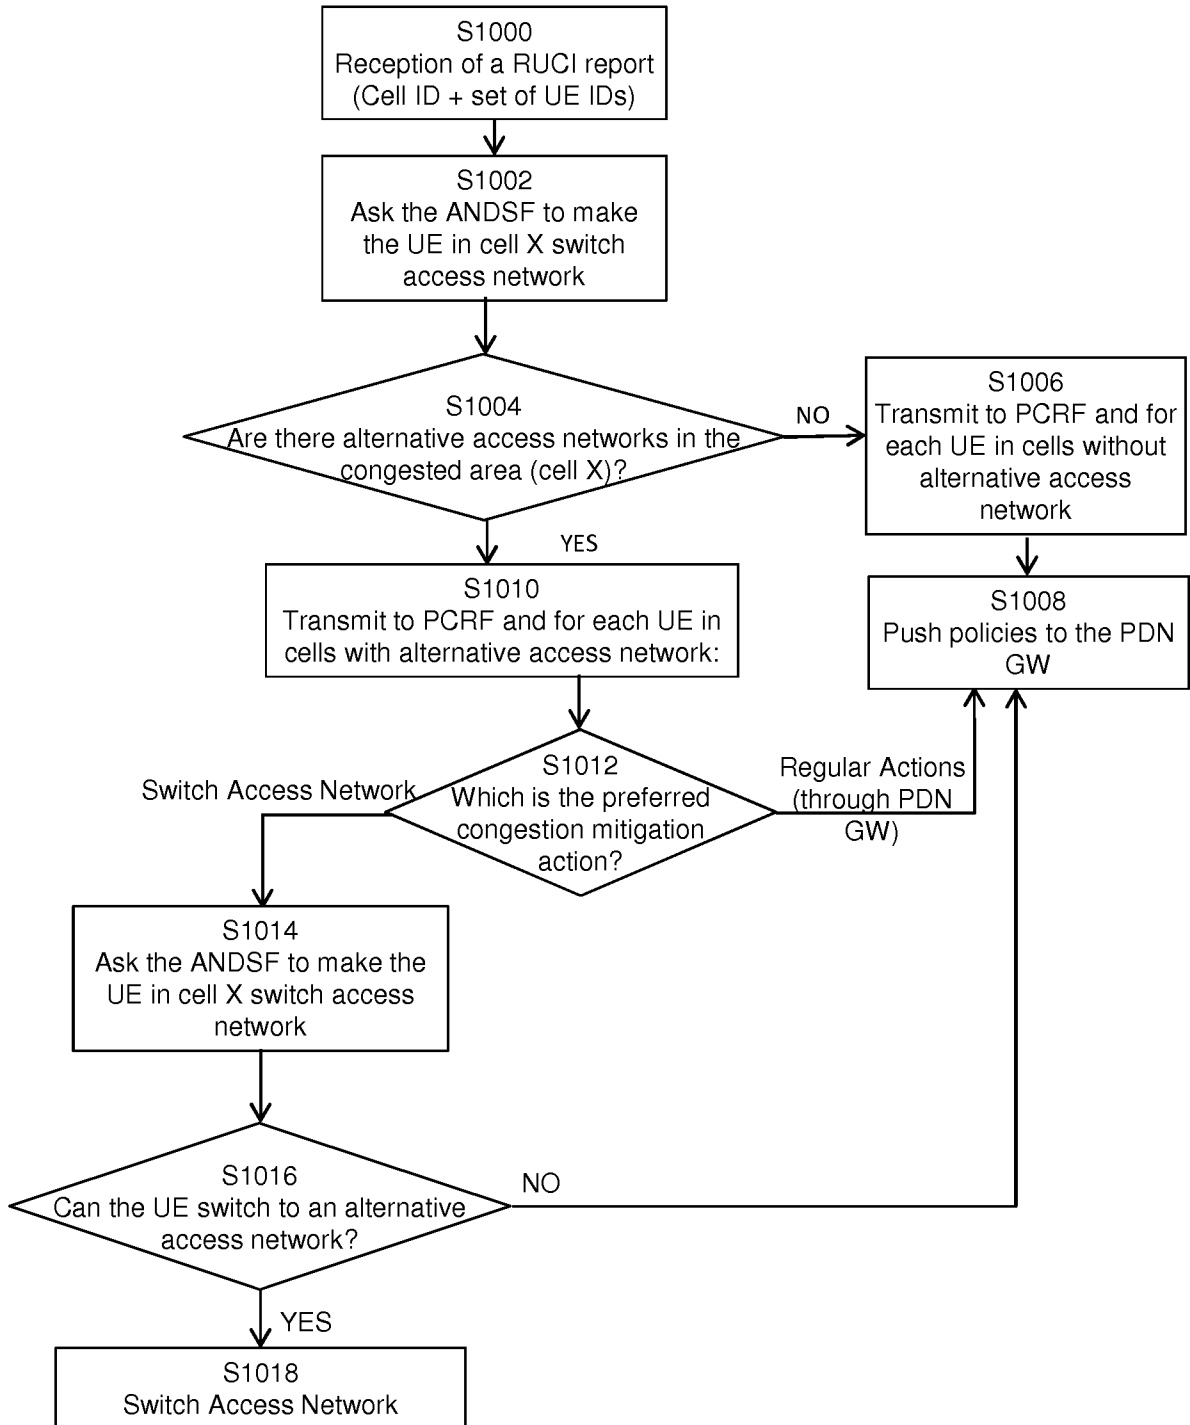 S1000
Reception of a RUCI report
(Cell ID + set of UE IDs)
S1002
Ask the ANDSF to make
the UE in cell X switch
access network
S1004
Are there alternative access networks in the
congested area (cell X)?
NO
S1006
Transmit to PCRF and for
each UE in cells without
alternative access
network
YES
S1008
Push policies to the PDN
GW
S1010
Transmit to PCRF and for each UE in
cells with alternative access network:
S1012
Which is the preferred
congestion mitigation
action?
Switch Access Network
Regular Actions
(through PDN
GW)
S1014
Ask the ANDSF to make the
UE in cell X switch access
network
S1016
Can the UE switch to an alternative
access network?
NO
YES
S1018
Switch Access Network